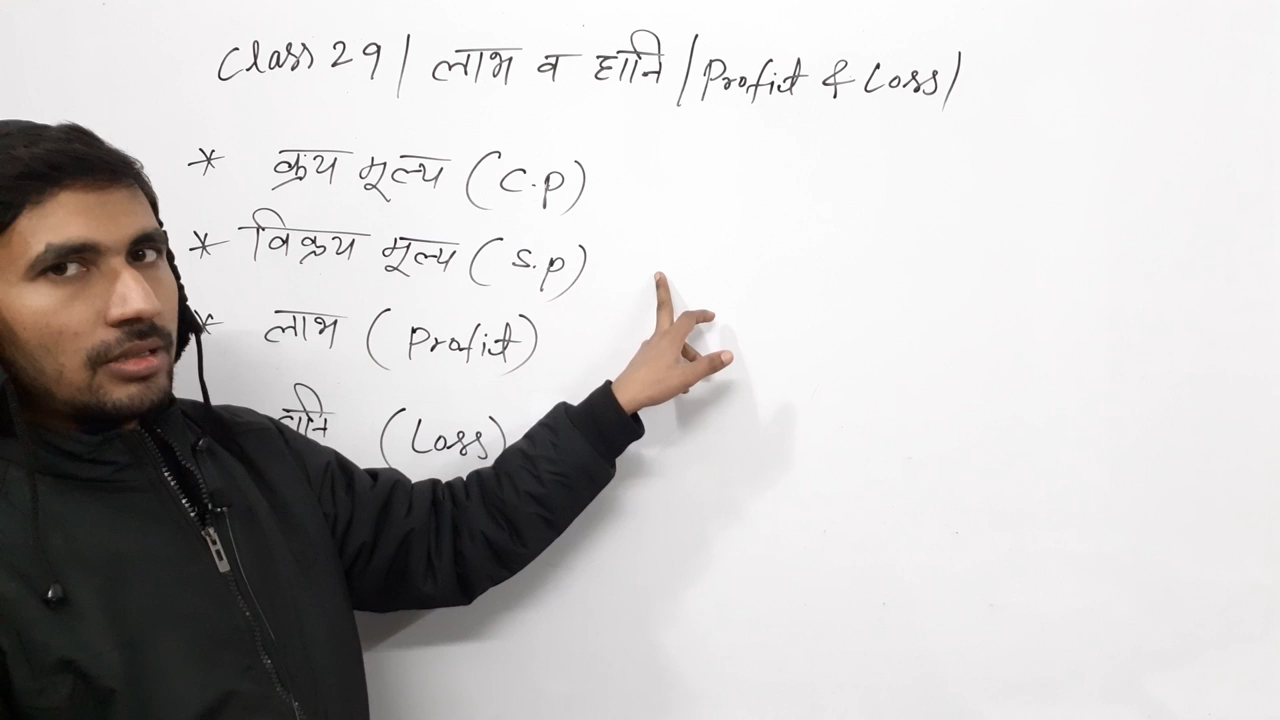 Class 29 / लाभ व हानि / Profit & Loss /
* क्रय मूल्य (C.P)
* विक्रय मूल्य (S.P)
* लाभ (Profit)
हानि (Loss)